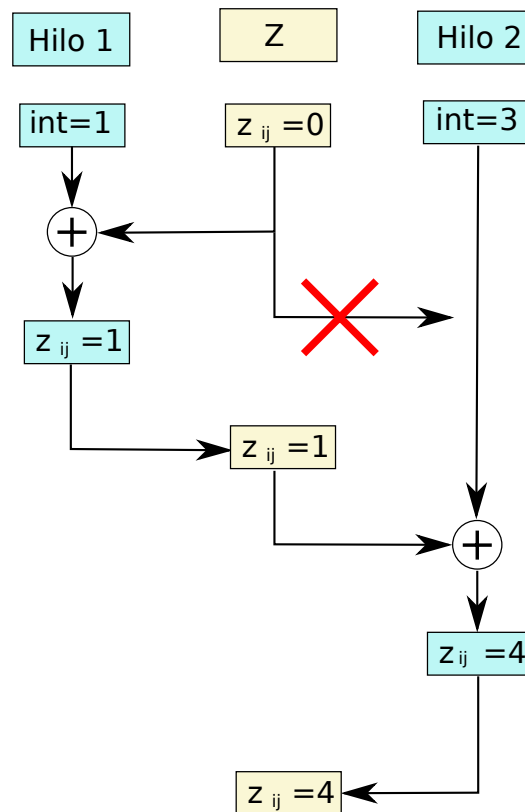 Hilo 1
Z
Hilo 2
int=1
z ij =0
int=3
+
z ij =1
z ij =1
+
z ij =4
z ij =4